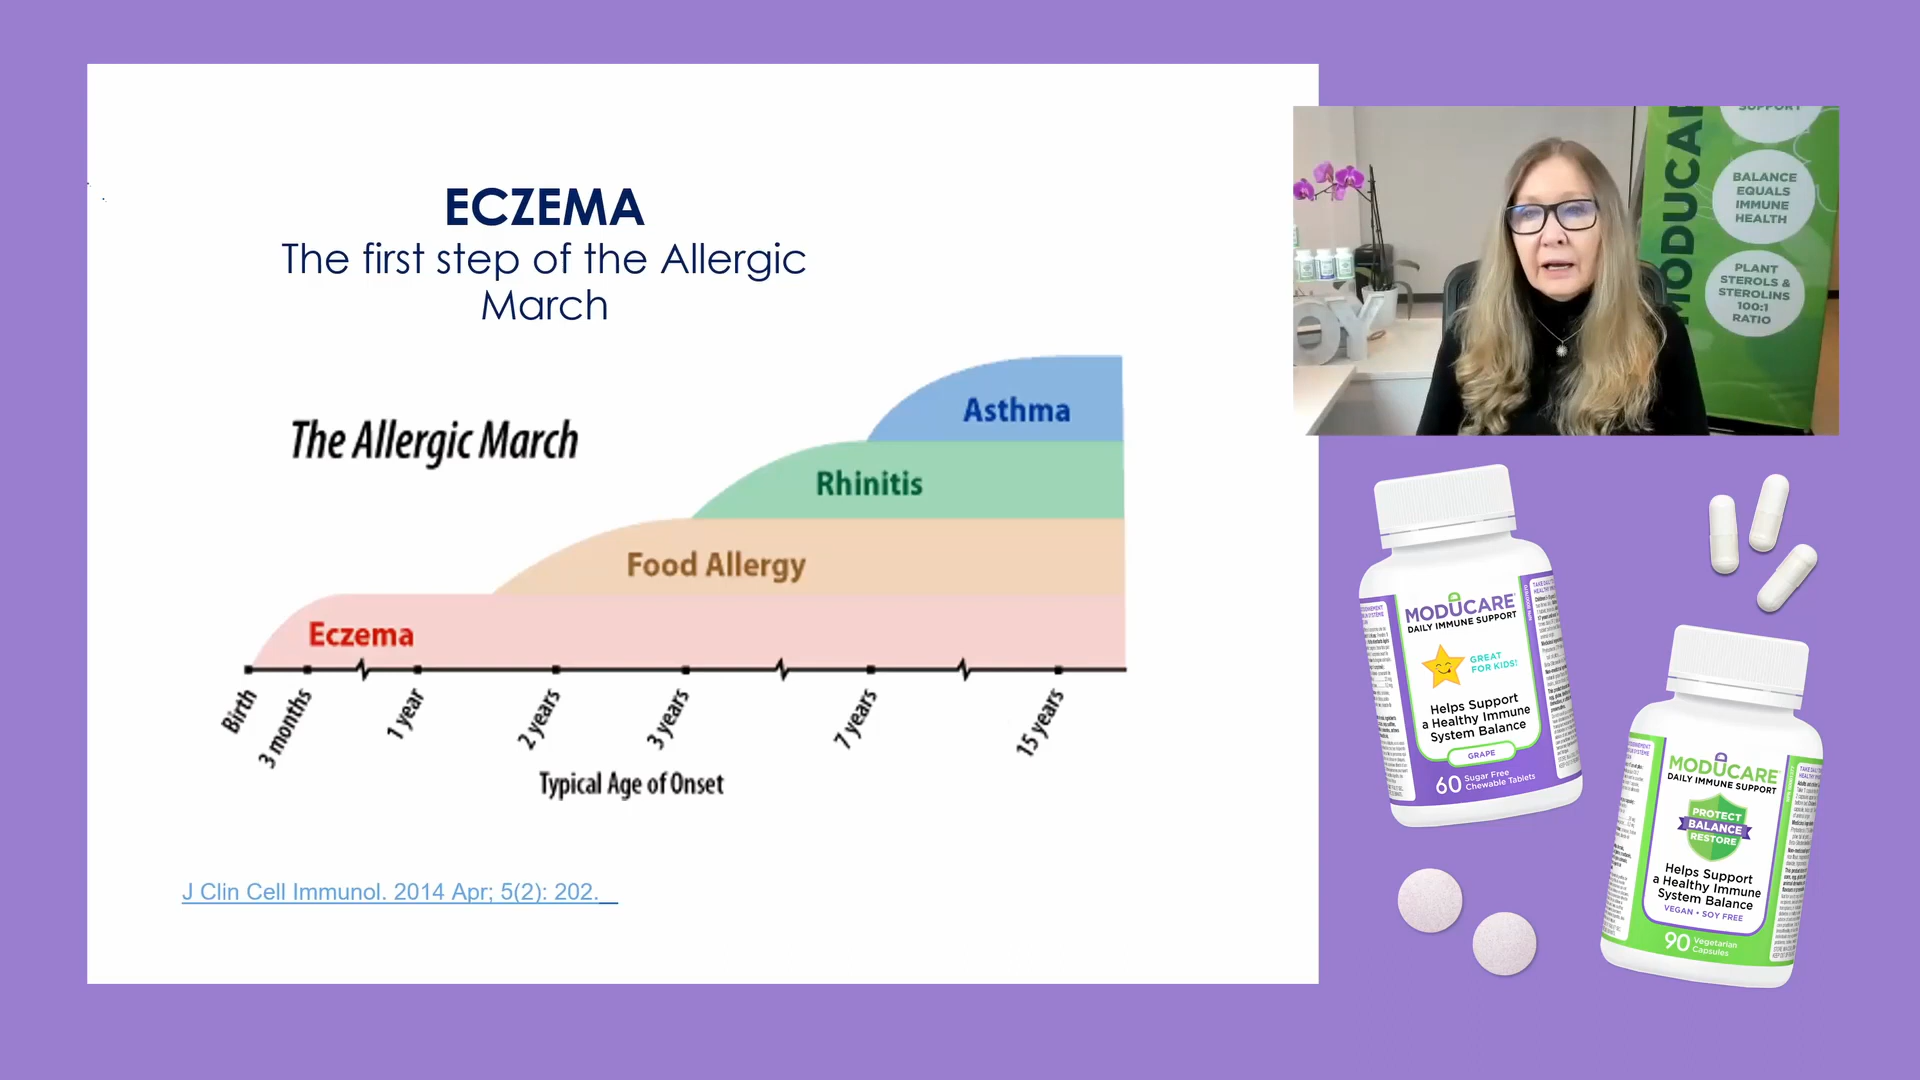 ECZEMA
The first step of the Allergic
March
The Allergic March
Asthma
Rhinitis
Food Allergy
Eczema
Birth
3 months
1 year
2 years
3 years
7 years
15 years
Typical Age of Onset
J Clin Cell Immunol. 2014 Apr; 5(2): 202.
SUPPORT
BALANCE
EQUALS
IMMUNE
HEALTH
PLANT
STEROLS &
STEROLINS
100:1
RATIO
OY
MODUCARE
DAILY IMMUNE SUPPORT
GREAT
FOR KIDS!
Helps Support
a Healthy Immune
System Balance
GRAPE
60 Sugar Free
Chewable Tablets
MODUCARE
DAILY IMMUNE SUPPORT
PROTECT
BALANCE
RESTORE
Helps Support
a Healthy Immune
System Balance
VEGAN • SOY FREE
90 Vegetarian
Capsules